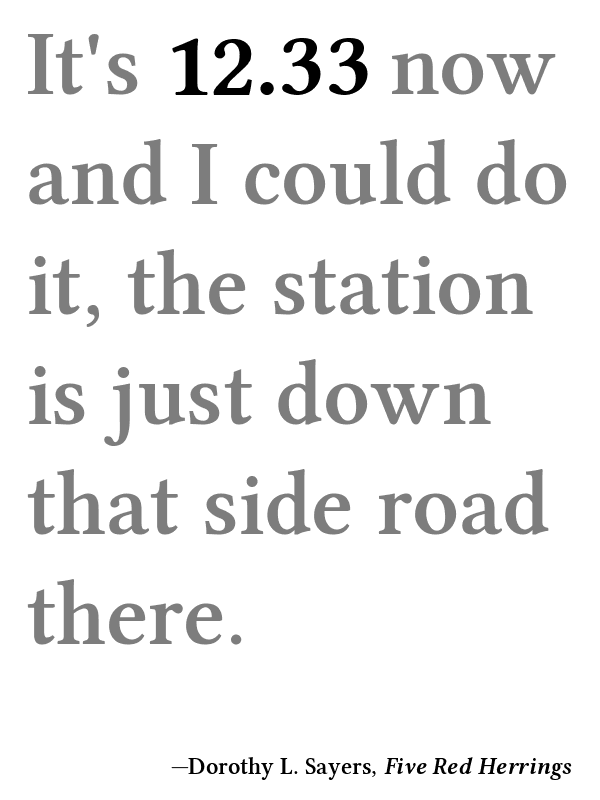 It's 12.33 now
and I could do
it, the station
is just down
that side road
there.
—Dorothy L. Sayers, Five Red Herrings